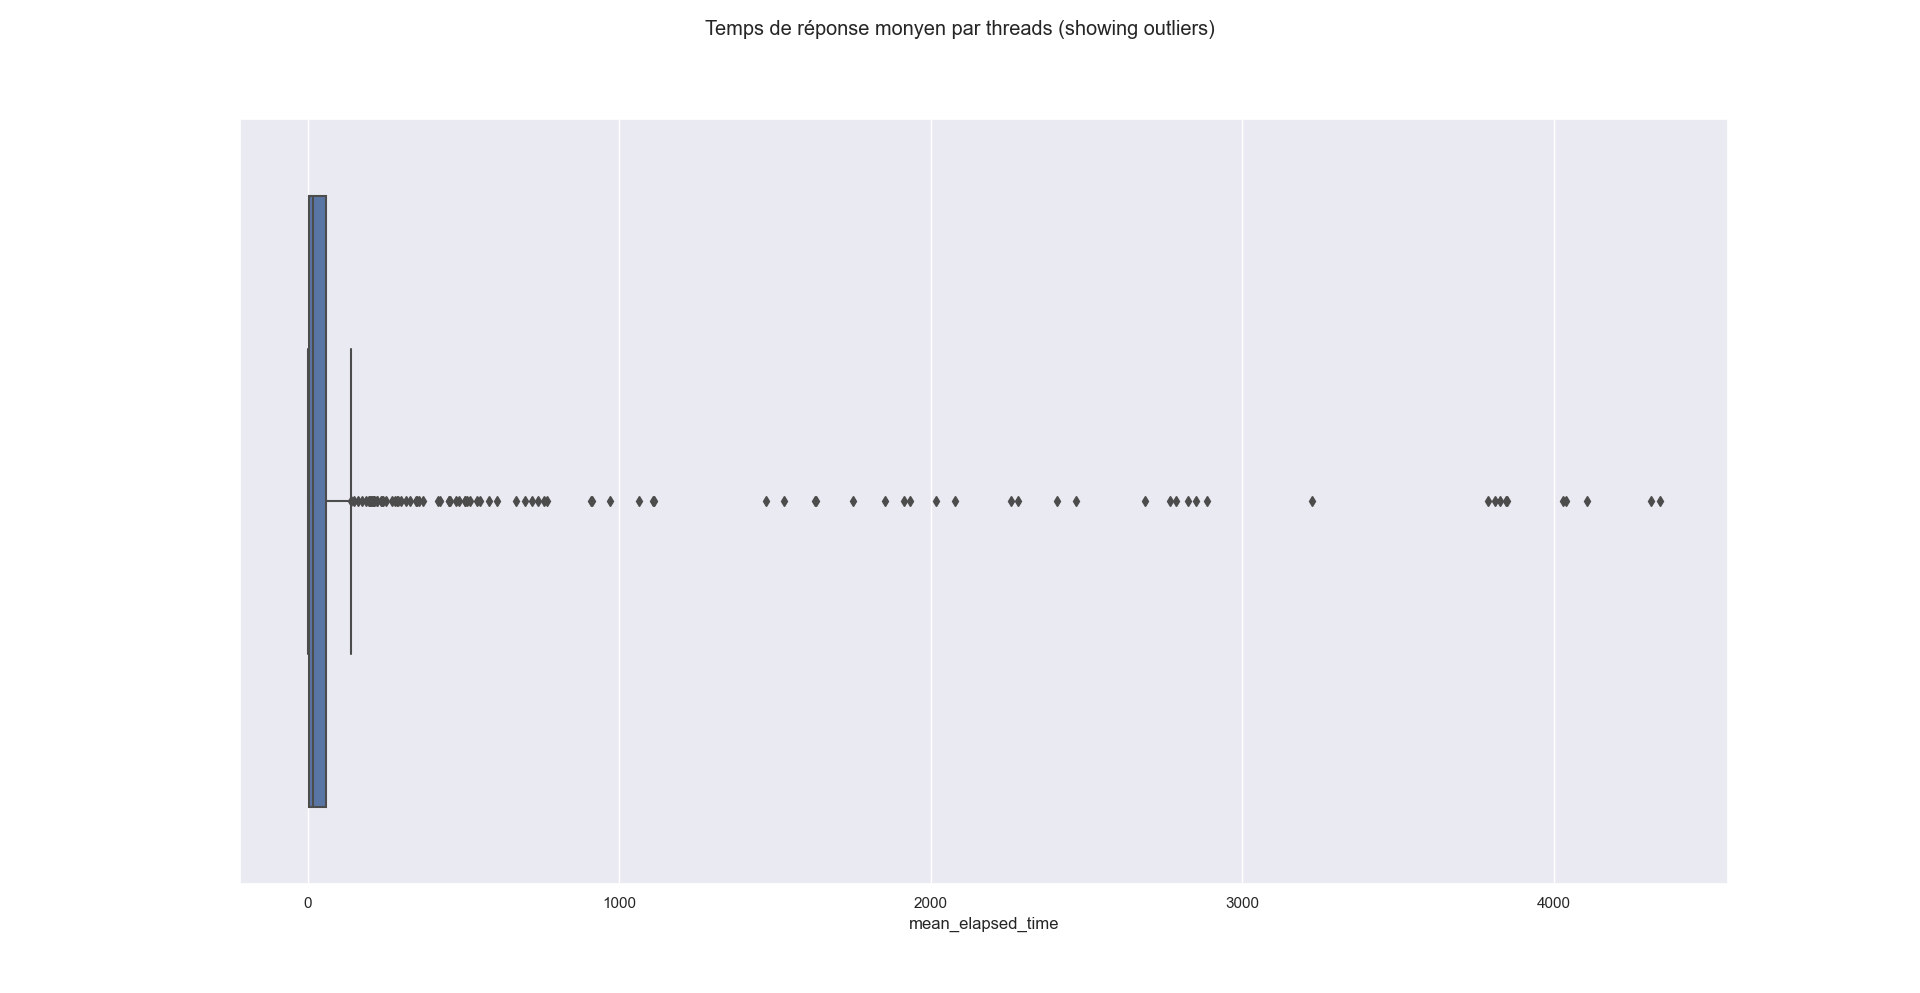 Temps de réponse monyen par threads (showing outliers)
0 1000 2000 3000 4000
mean_elapsed_time